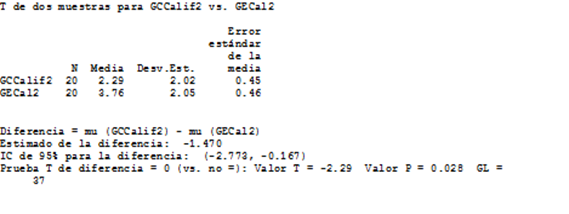 T de dos muestras para GCCalif2 vs. GECal2
Error
estándar
de la
N Media Desv.Est. media
GCCalif2 20 2.29 2.02 0.45
GECal2 20 3.76 2.05 0.46
Diferencia = mu (GCCalif2) - mu (GECal2)
Estimado de la diferencia: -1.470
IC de 95% para la diferencia: (-2.773, -0.167)
Prueba T de diferencia = 0 (vs. no =): Valor T = -2.29 Valor P = 0.028 GL =
37